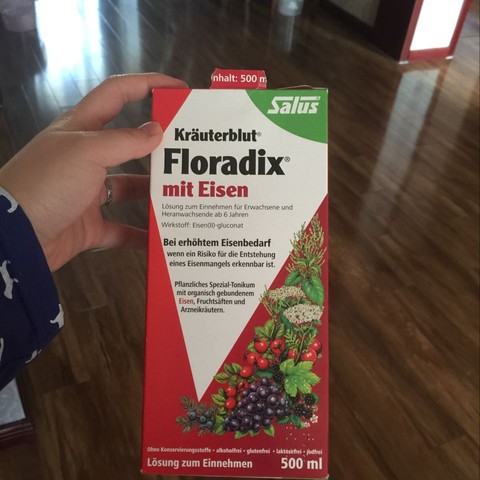 nhalt: 500 m
Salus®
Kräuterblut®
Floradix®
mit Eisen
Lösung zum Einnehmen für Erwachsene und
Heranwachsende ab 6 Jahren
Wirkstoff: Eisen(II)-gluconat
Bei erhöhtem Eisenbedarf
wenn ein Risiko für die Entstehung
eines Eisenmangels erkennbar ist.
Pflanzliches Spezial-Tonikum
mit organisch gebundenem
Eisen, Fruchtsäften und
Arzneikräutern.
Ohne Konservierungsstoffe • alkoholfrei • glutenfrei • laktosefrei • jodfrei
Lösung zum Einnehmen 500 ml